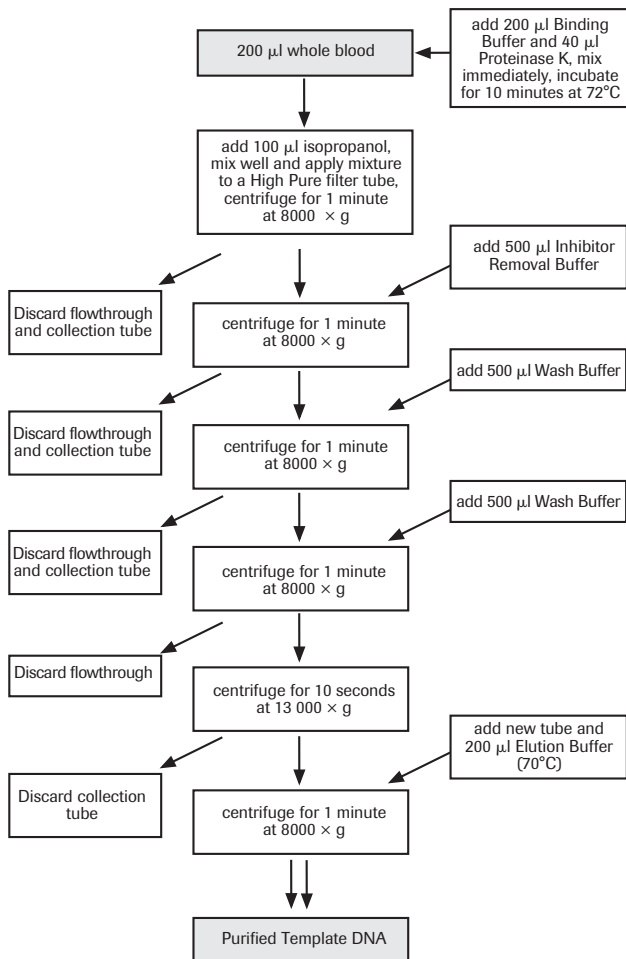 200 µl whole blood
add 200 µl Binding
Buffer and 40 µl
Proteinase K, mix
immediately, incubate
for 10 minutes at 72°C
add 100 µl isopropanol,
mix well and apply mixture
to a High Pure filter tube,
centrifuge for 1 minute
at 8000 × g
add 500 µl Inhibitor
Removal Buffer
Discard flowthrough
and collection tube
centrifuge for 1 minute
at 8000 × g
add 500 µl Wash Buffer
Discard flowthrough
and collection tube
centrifuge for 1 minute
at 8000 × g
add 500 µl Wash Buffer
Discard flowthrough
and collection tube
centrifuge for 1 minute
at 8000 × g
Discard flowthrough
centrifuge for 10 seconds
at 13 000 × g
add new tube and
200 µl Elution Buffer
(70°C)
Discard collection
tube
centrifuge for 1 minute
at 8000 × g
Purified Template DNA